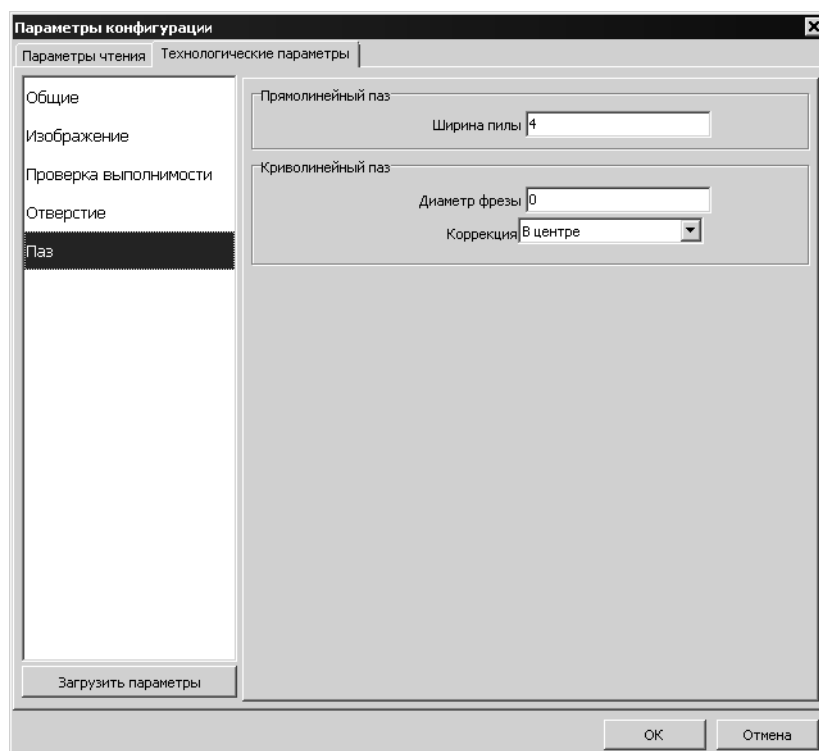 Параметры конфигурации
Параметры чтения Технологические параметры
Общие
Изображение
Проверка выполнимости
Отверстие
Паз
Загрузить параметры
Прямолинейный паз
Ширина пилы 4
Криволинейный паз
Диаметр фрезы 0
Коррекция В центре
ОК Отмена